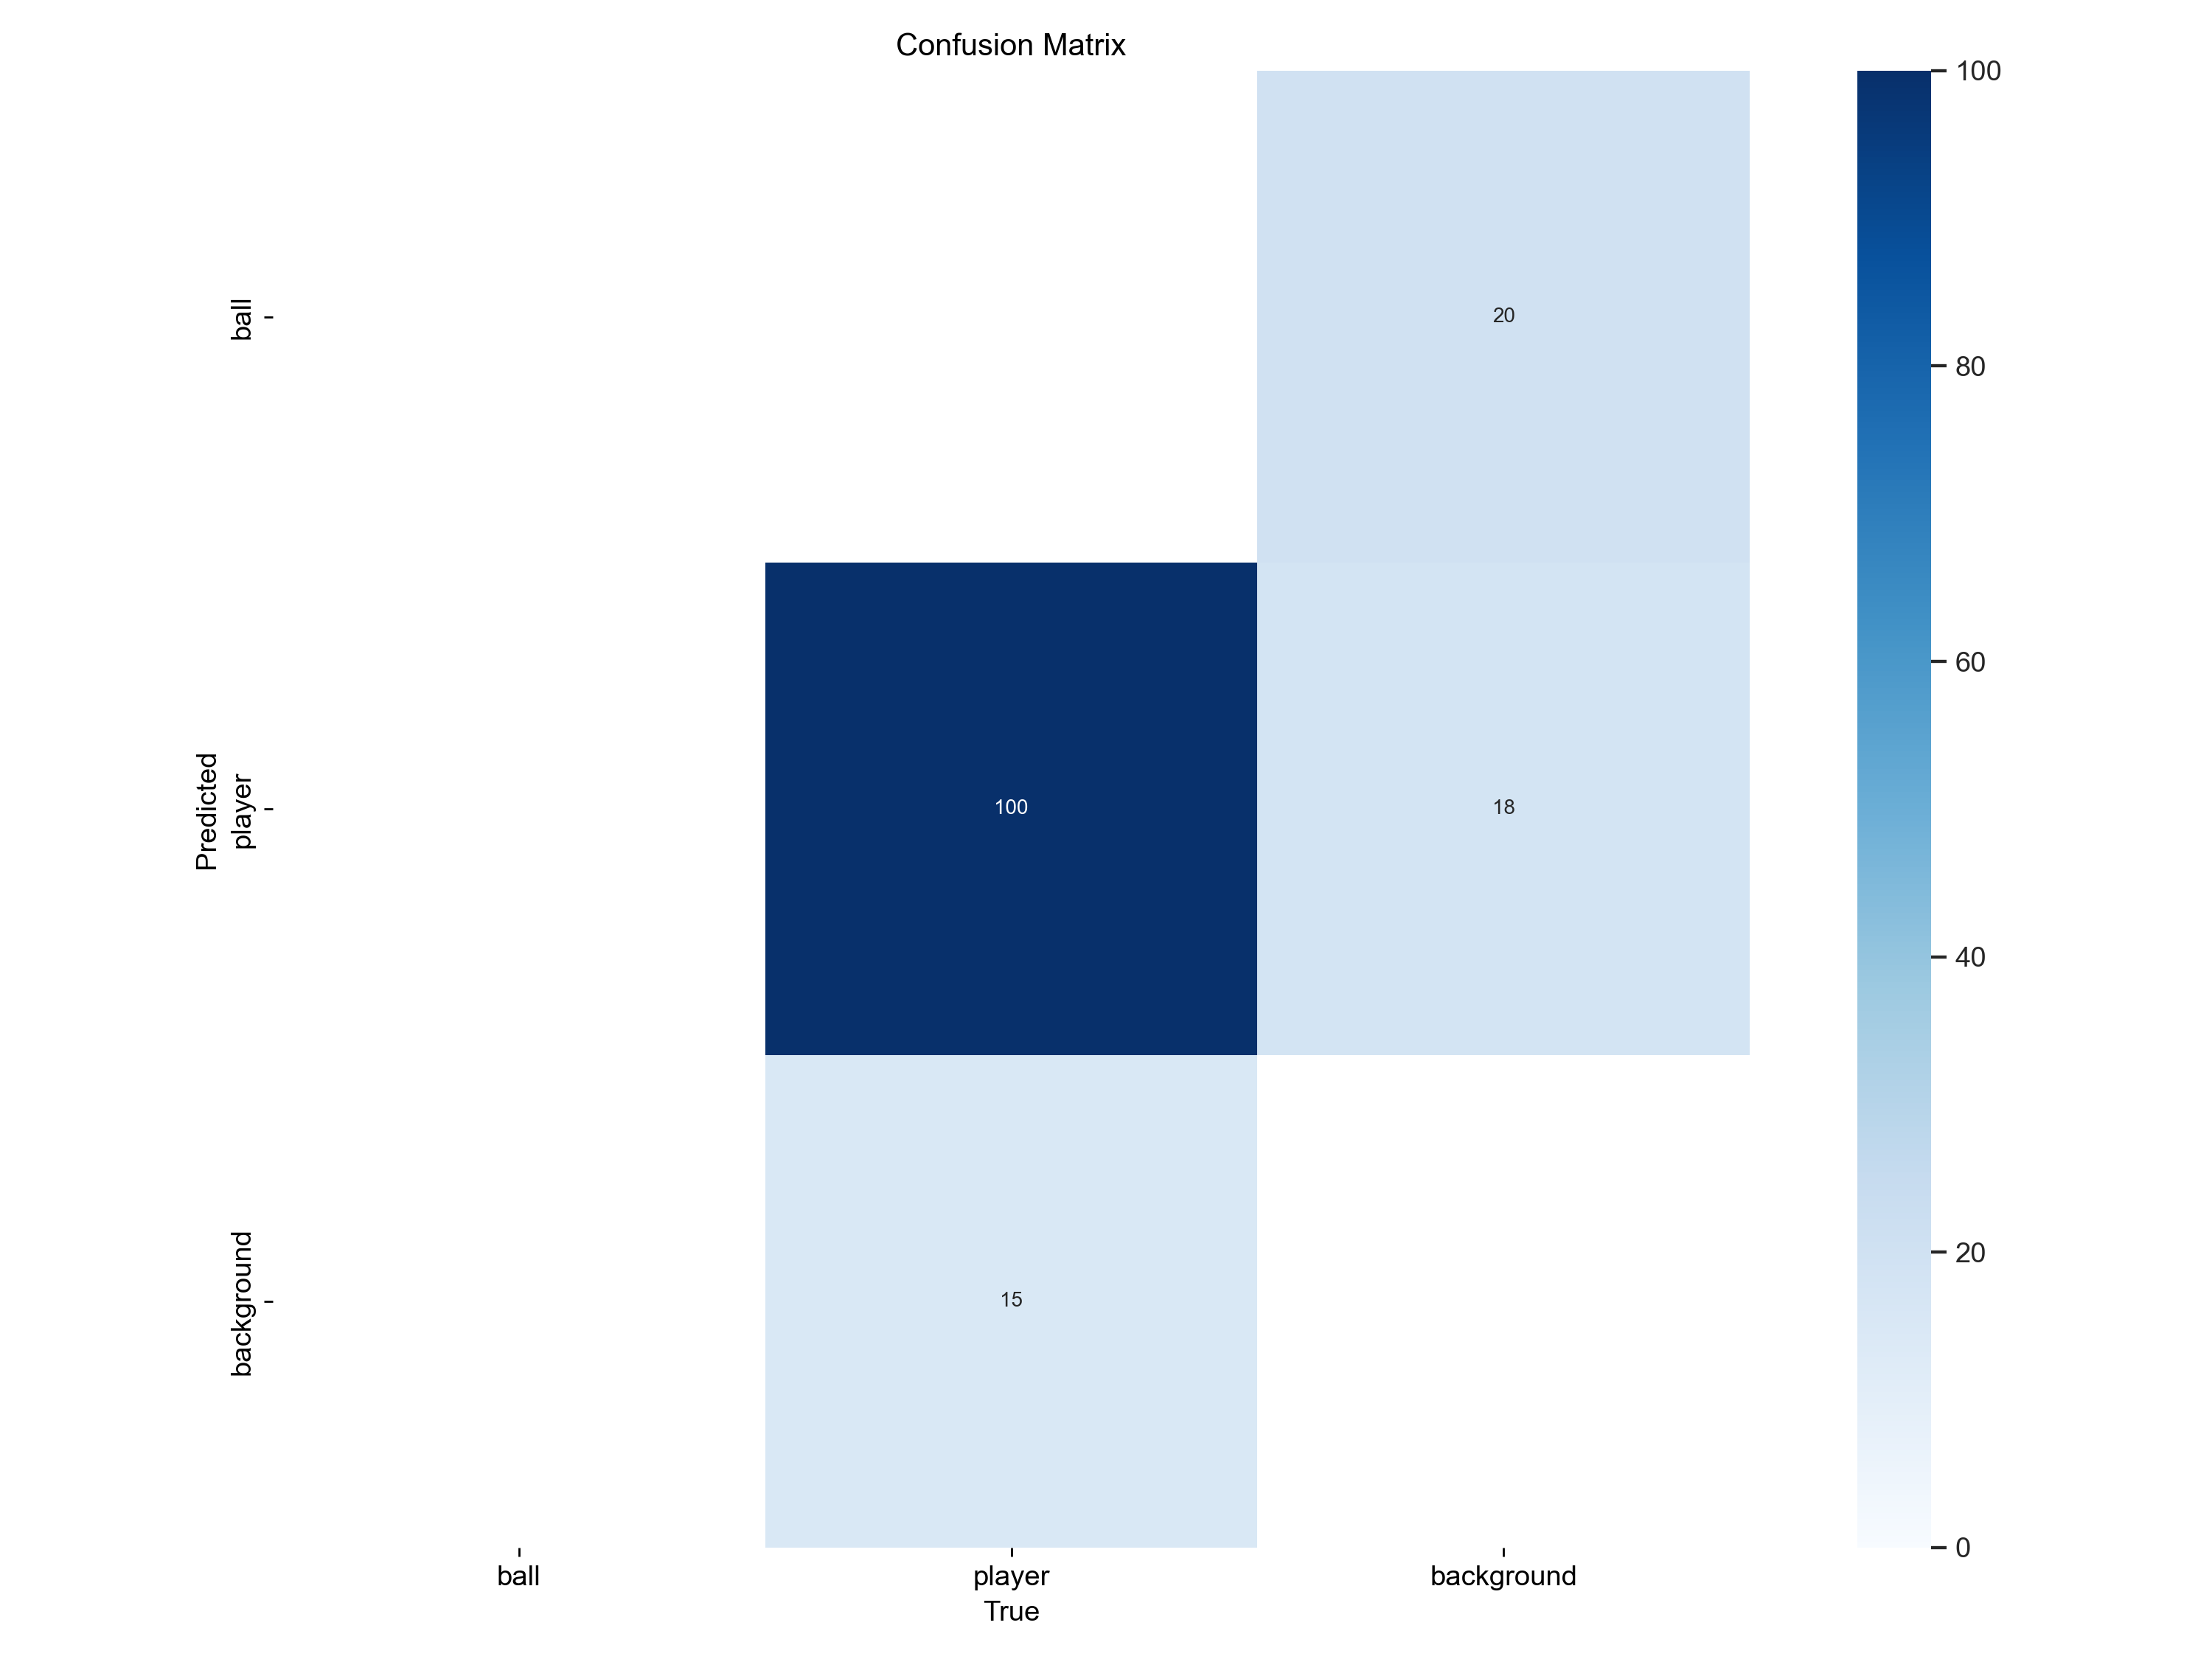 Confusion Matrix
100
80
60
40
20
0
ball
20
Predicted
player
100
18
background
15
ball
player
background
True